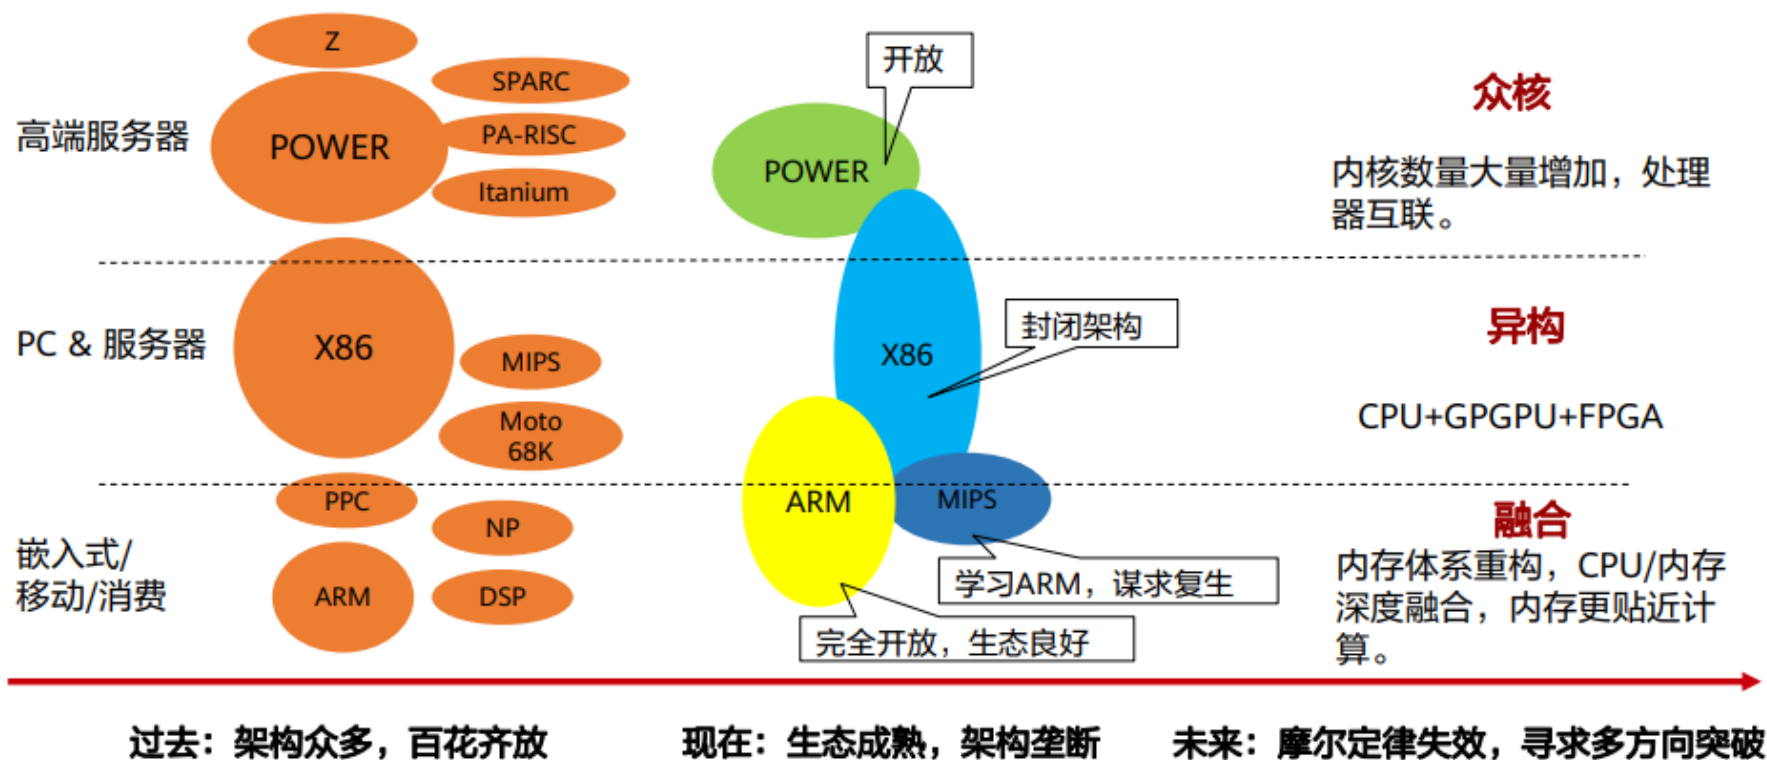 Z
SPARC
高端服务器
POWER
PA-RISC
Itanium
开放
POWER
众核
内核数量大量增加，处理
器互联。
PC & 服务器
X86
MIPS
Moto
68K
X86
封闭架构
异构
CPU+GPGPU+FPGA
嵌入式/
移动/消费
PPC
NP
ARM
DSP
ARM
MIPS
学习ARM，谋求复生
完全开放，生态良好
融合
内存体系重构，CPU/内存
深度融合，内存更贴近计
算。
过去：架构众多，百花齐放
现在：生态成熟，架构垄断
未来：摩尔定律失效，寻求多方向突破